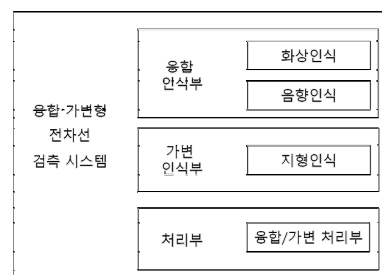 융합·가변형
전차선
검측 시스템
융합
인식부
화상인식
음향인식
가변
인식부
지형인식
처리부
융합/가변 처리부